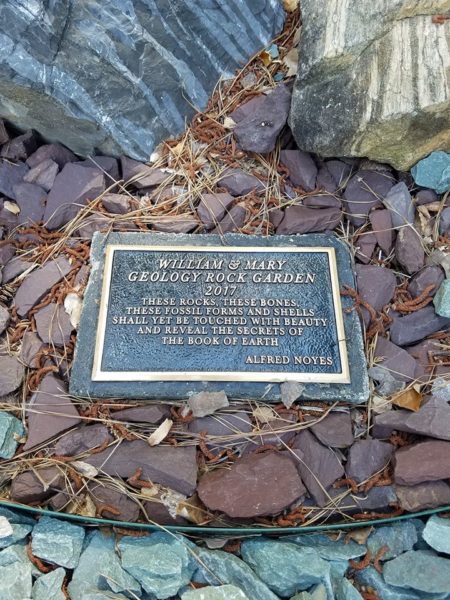 WILLIAM & MARY
GEOLOGY ROCK GARDEN
2017
THESE ROCKS, THESE BONES,
THESE FOSSIL FORMS AND SHELLS
SHALL YET BE TOUCHED WITH BEAUTY
AND REVEAL THE SECRETS OF
THE BOOK OF EARTH
ALFRED NOYES